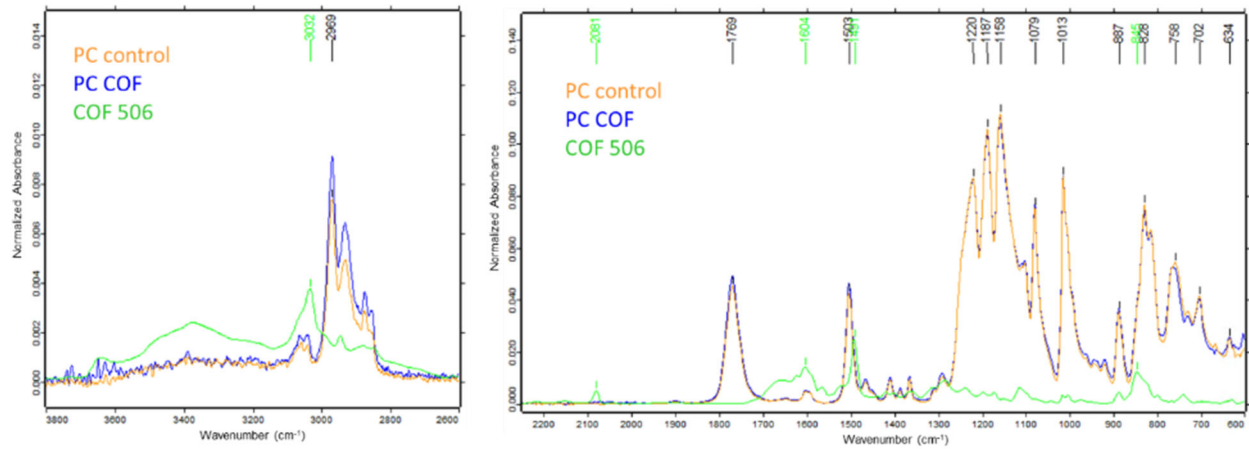 3032
2969
0.014
0.012
0.010
0.008
0.006
0.004
0.002
0.000
Normalized Absorbance
PC control
PC COF
COF 506
3800 3600 3400 3200 3000 2800 2600
Wavenumber (cm-1)
2081
1769
1604
1503
1491
1220
1187
1158
1079
1013
887
845
828
758
702
634
0.140
0.120
0.100
0.080
0.060
0.040
0.020
0.000
Normalized Absorbance
PC control
PC COF
COF 506
2200 2100 2000 1900 1800 1700 1600 1500 1400 1300 1200 1100 1000 900 800 700 600
Wavenumber (cm-1)